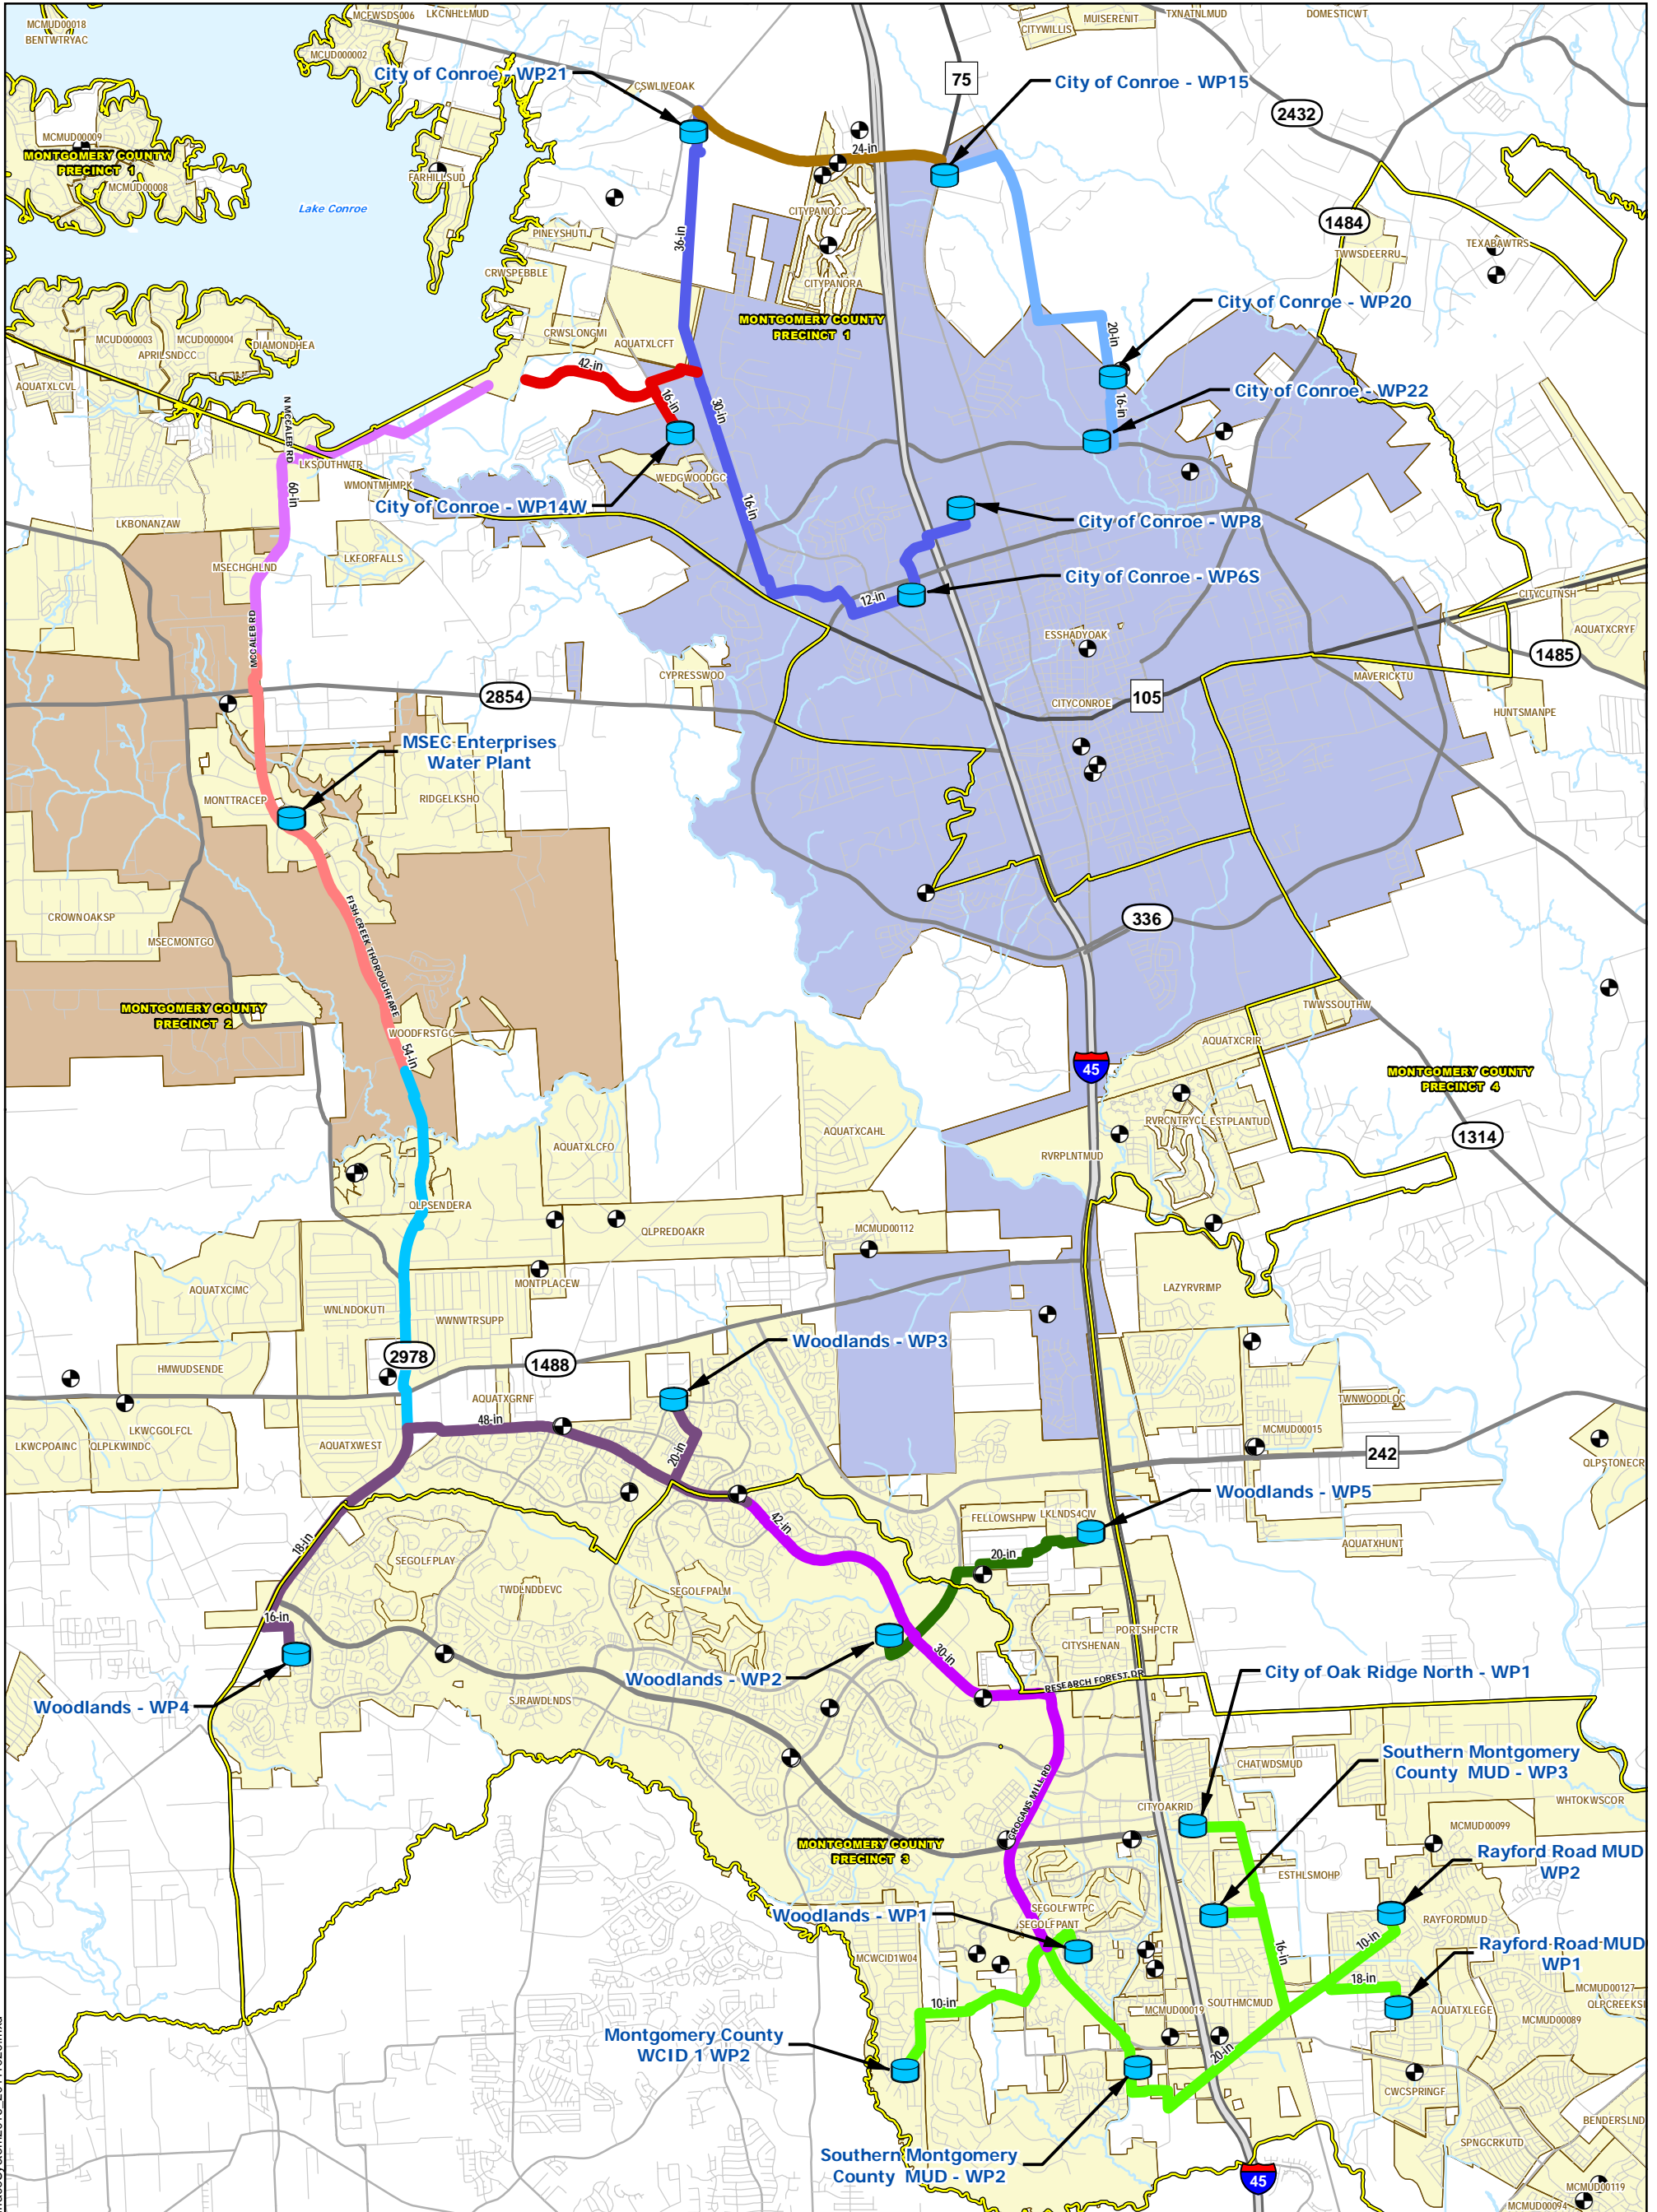 MCMUD00018
BENTWTRYAC
MCFWSDS006
LKCNHLLMUD
MCUD000002
CITYWILLIS
MUISERENIT
TXNATNLMUD
DOMESTICWT
City of Conroe - WP21
CSWLIVEOAK
75
City of Conroe - WP15
2432
MCMUD00009
MONTGOMERY COUNTY
PRECINCT 1
MCMUD00008
FARHILLSUD
24-in
Lake Conroe
CITYPANOCC
1484
TEXABAWTRS
TWWSDEERRU
PINEYSHUTI
36-in
CRWSPEBBLE
CITYPANORA
City of Conroe - WP20
MONTGOMERY COUNTY
PRECINCT 1
MCMUD00003
MCMUD00004
APRILSNDCC
DIAMONDHEA
CRWSLONGMI
AQUATXLCFT
20-in
42-in
AQUATXLCVL
16-in
30-in
16-in
City of Conroe - WP22
N MCCALEB RD
LKSOUTHWTR
WMONTMHMPK
WEDGWOODGC
60-in
City of Conroe - WP14W
16-in
LKBONANZAW
City of Conroe - WP8
LKFORFALLS
MSECHGHLND
City of Conroe - WP6S
12-in
CITYCUTNSH
AQUATXCRYF
MCCALEB RD
ESSHADYOAK
1485
CYPRESSWOO
MAVERICKTU
2854
CITYCONROE
105
HUNTSMANPE
MSEC Enterprises
Water Plant
MONTTRACEP
RIDGELKSHO
CROWNOAKSP
FISH CREEK THOROUGHFARE
336
MSECMONTGO
MONTGOMERY COUNTY
PRECINCT 2
TWWSSOUTHW
WOODFRSTGC
54-in
AQUATXCRIR
45
MONTGOMERY COUNTY
PRECINCT 4
AQUATXLCFO
AQUATXCAHL
RVRCNTRYCL
ESTPLANTUD
1314
RVRPLNTMUD
QLPSENDERA
QLPREDOAKR
MCMUD00112
AQUATXCIMC
MONTPLACEW
LAZYRVRIMP
WNLNDOKUTI
WWNWTRSUPP
Woodlands - WP3
2978
1488
HMWUDSENDE
AQUATXGRNF
TWNWOODLOC
48-in
LKWCPOAINC
QLPLKWINDC
LKWCGOLFCL
AQUATXWEST
MCMUD00015
242
QLPSTONECR
20-in
Woodlands - WP5
FELLOWSHPW
LKLNDS4CIV
42-in
18-in
AQUATXHUNT
20-in
SEGOLFPLAY
TWDLNDDEVC
SEGOLFPALM
16-in
PORTSHPCTR
CITYSHENAN
30-in
Woodlands - WP2
RESEARCH FOREST DR
City of Oak Ridge North - WP1
Woodlands - WP4
SJRAWDLNDS
Southern Montgomery
County MUD - WP3
CHATWDSMUD
GROGANS MILL RD
WHTOKWSCOR
CITYOAKRID
MCMUD00099
MONTGOMERY COUNTY
PRECINCT 3
Rayford Road MUD
WP2
ESTHLSMOHP
SEGOLFWTPC
Woodlands - WP1
SEGOLFPANT
RAYFORDMUD
10-in
Rayford Road MUD
WP1
MCWCID1W04
16-in
18-in
MCMUD00127
10-in
SOUTHMCMUD
MCMUD00019
AQUATXLEGE
MCMUD00089
Montgomery County
WCID 1 WP2
20-in
CWCSPRINGF
BENDERSLND
Southern Montgomery
County MUD - WP2
SPNGCRKUTD
45
MCMUD00119
MCMUD00094